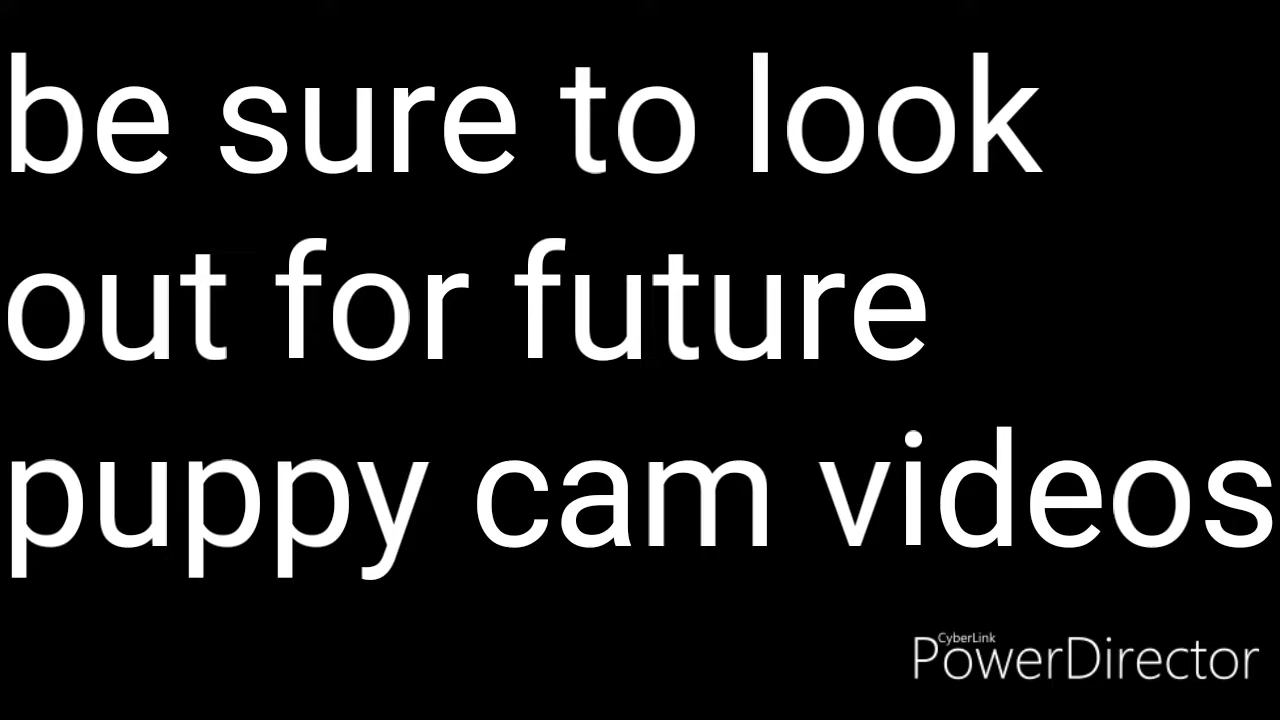 be sure to look
out for future
puppy cam videos
CyberLink
PowerDirector